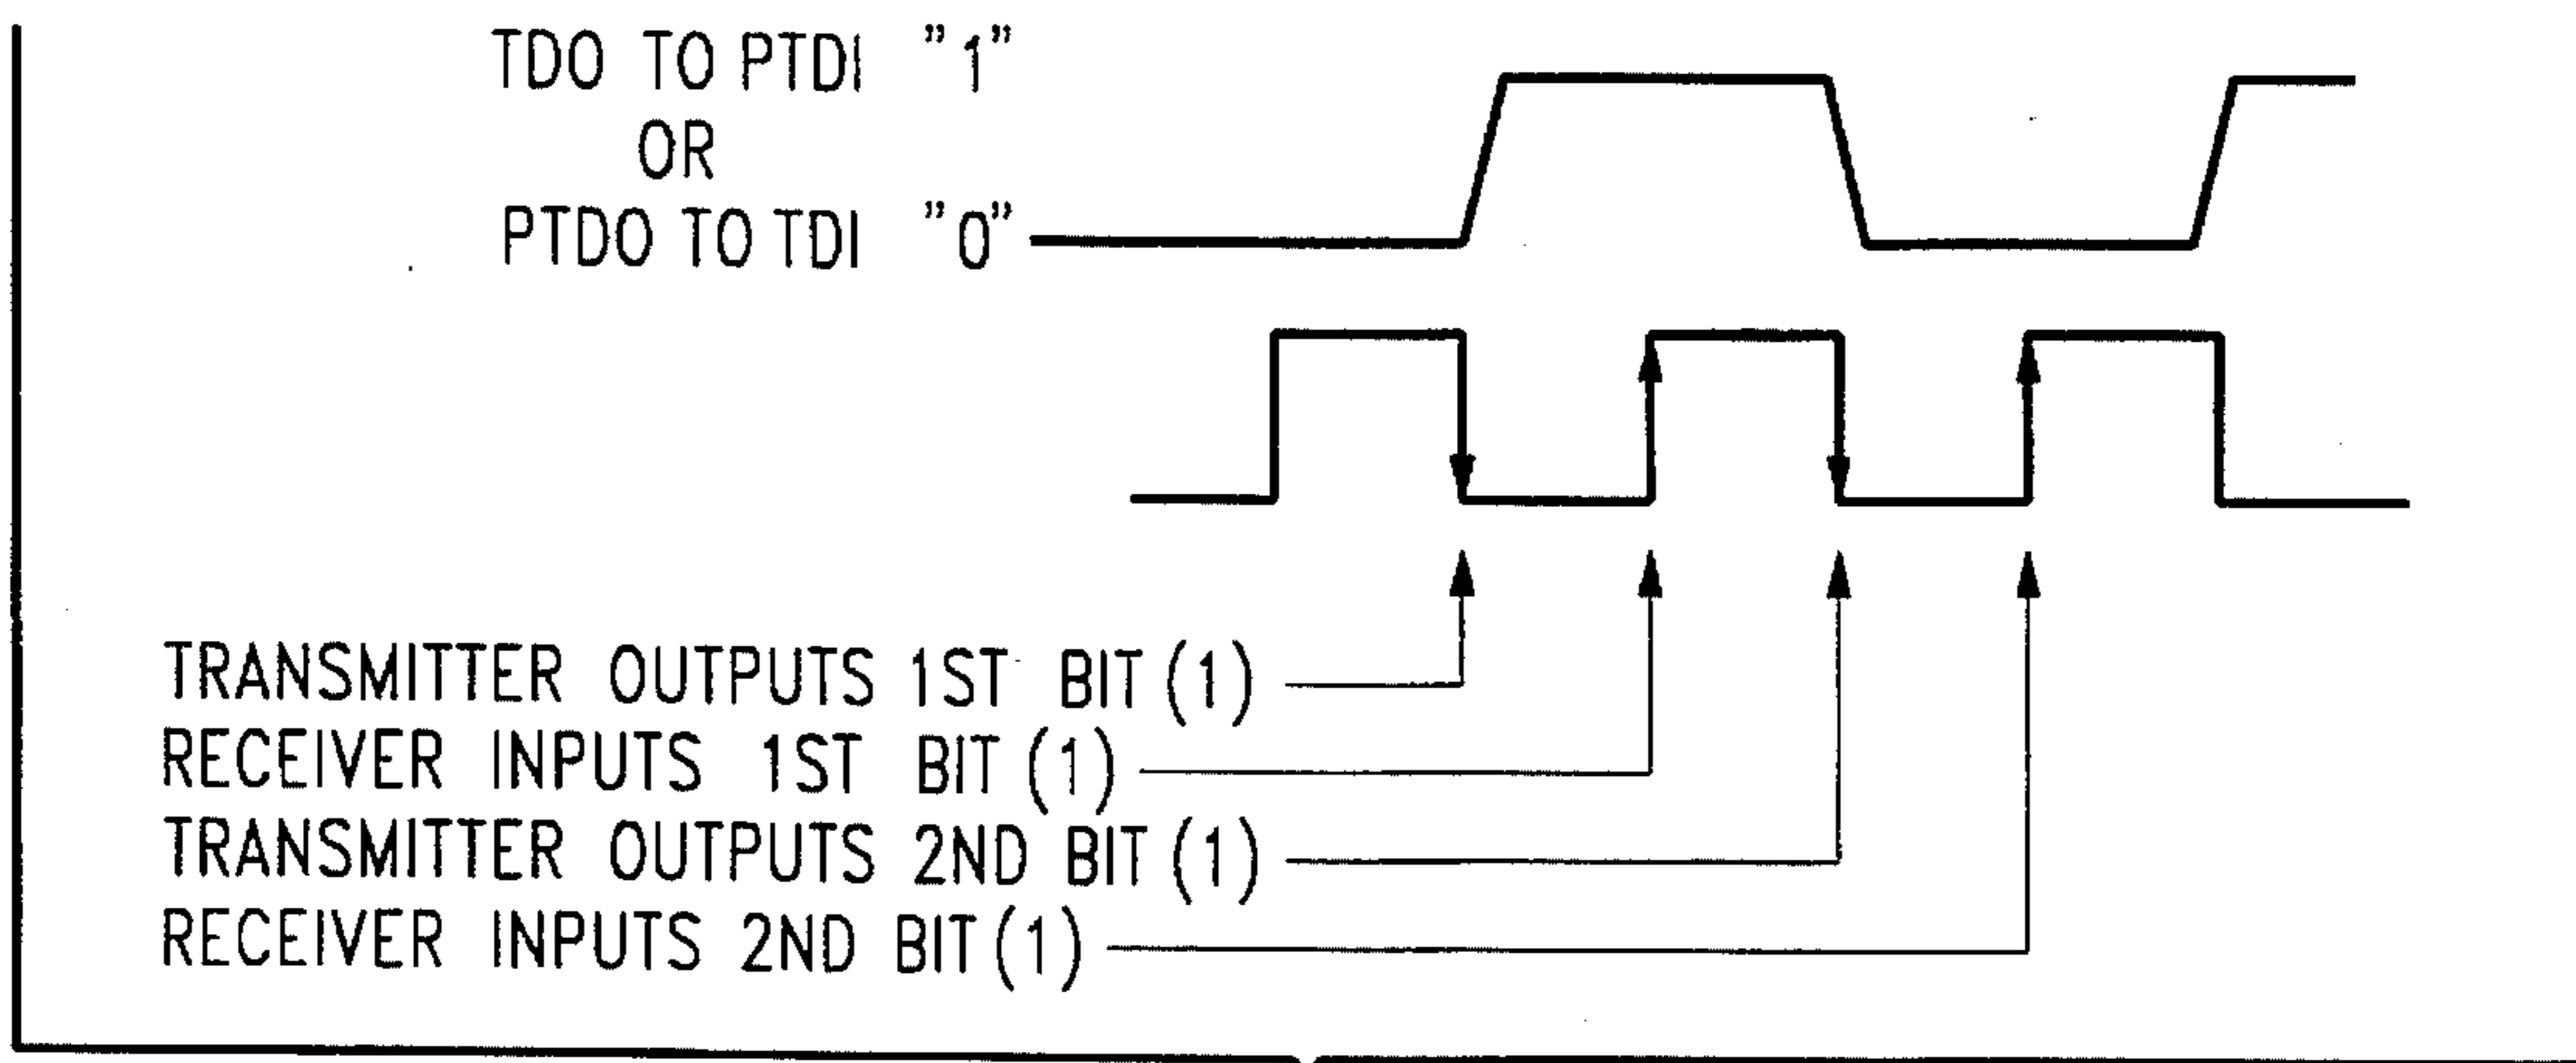 TDO TO PTDI "1"
OR
PTDO TO TDI "0"
TRANSMITTER OUTPUTS 1ST BIT (1)
RECEIVER INPUTS 1ST BIT (1)
TRANSMITTER OUTPUTS 2ND BIT (1)
RECEIVER INPUTS 2ND BIT (1)